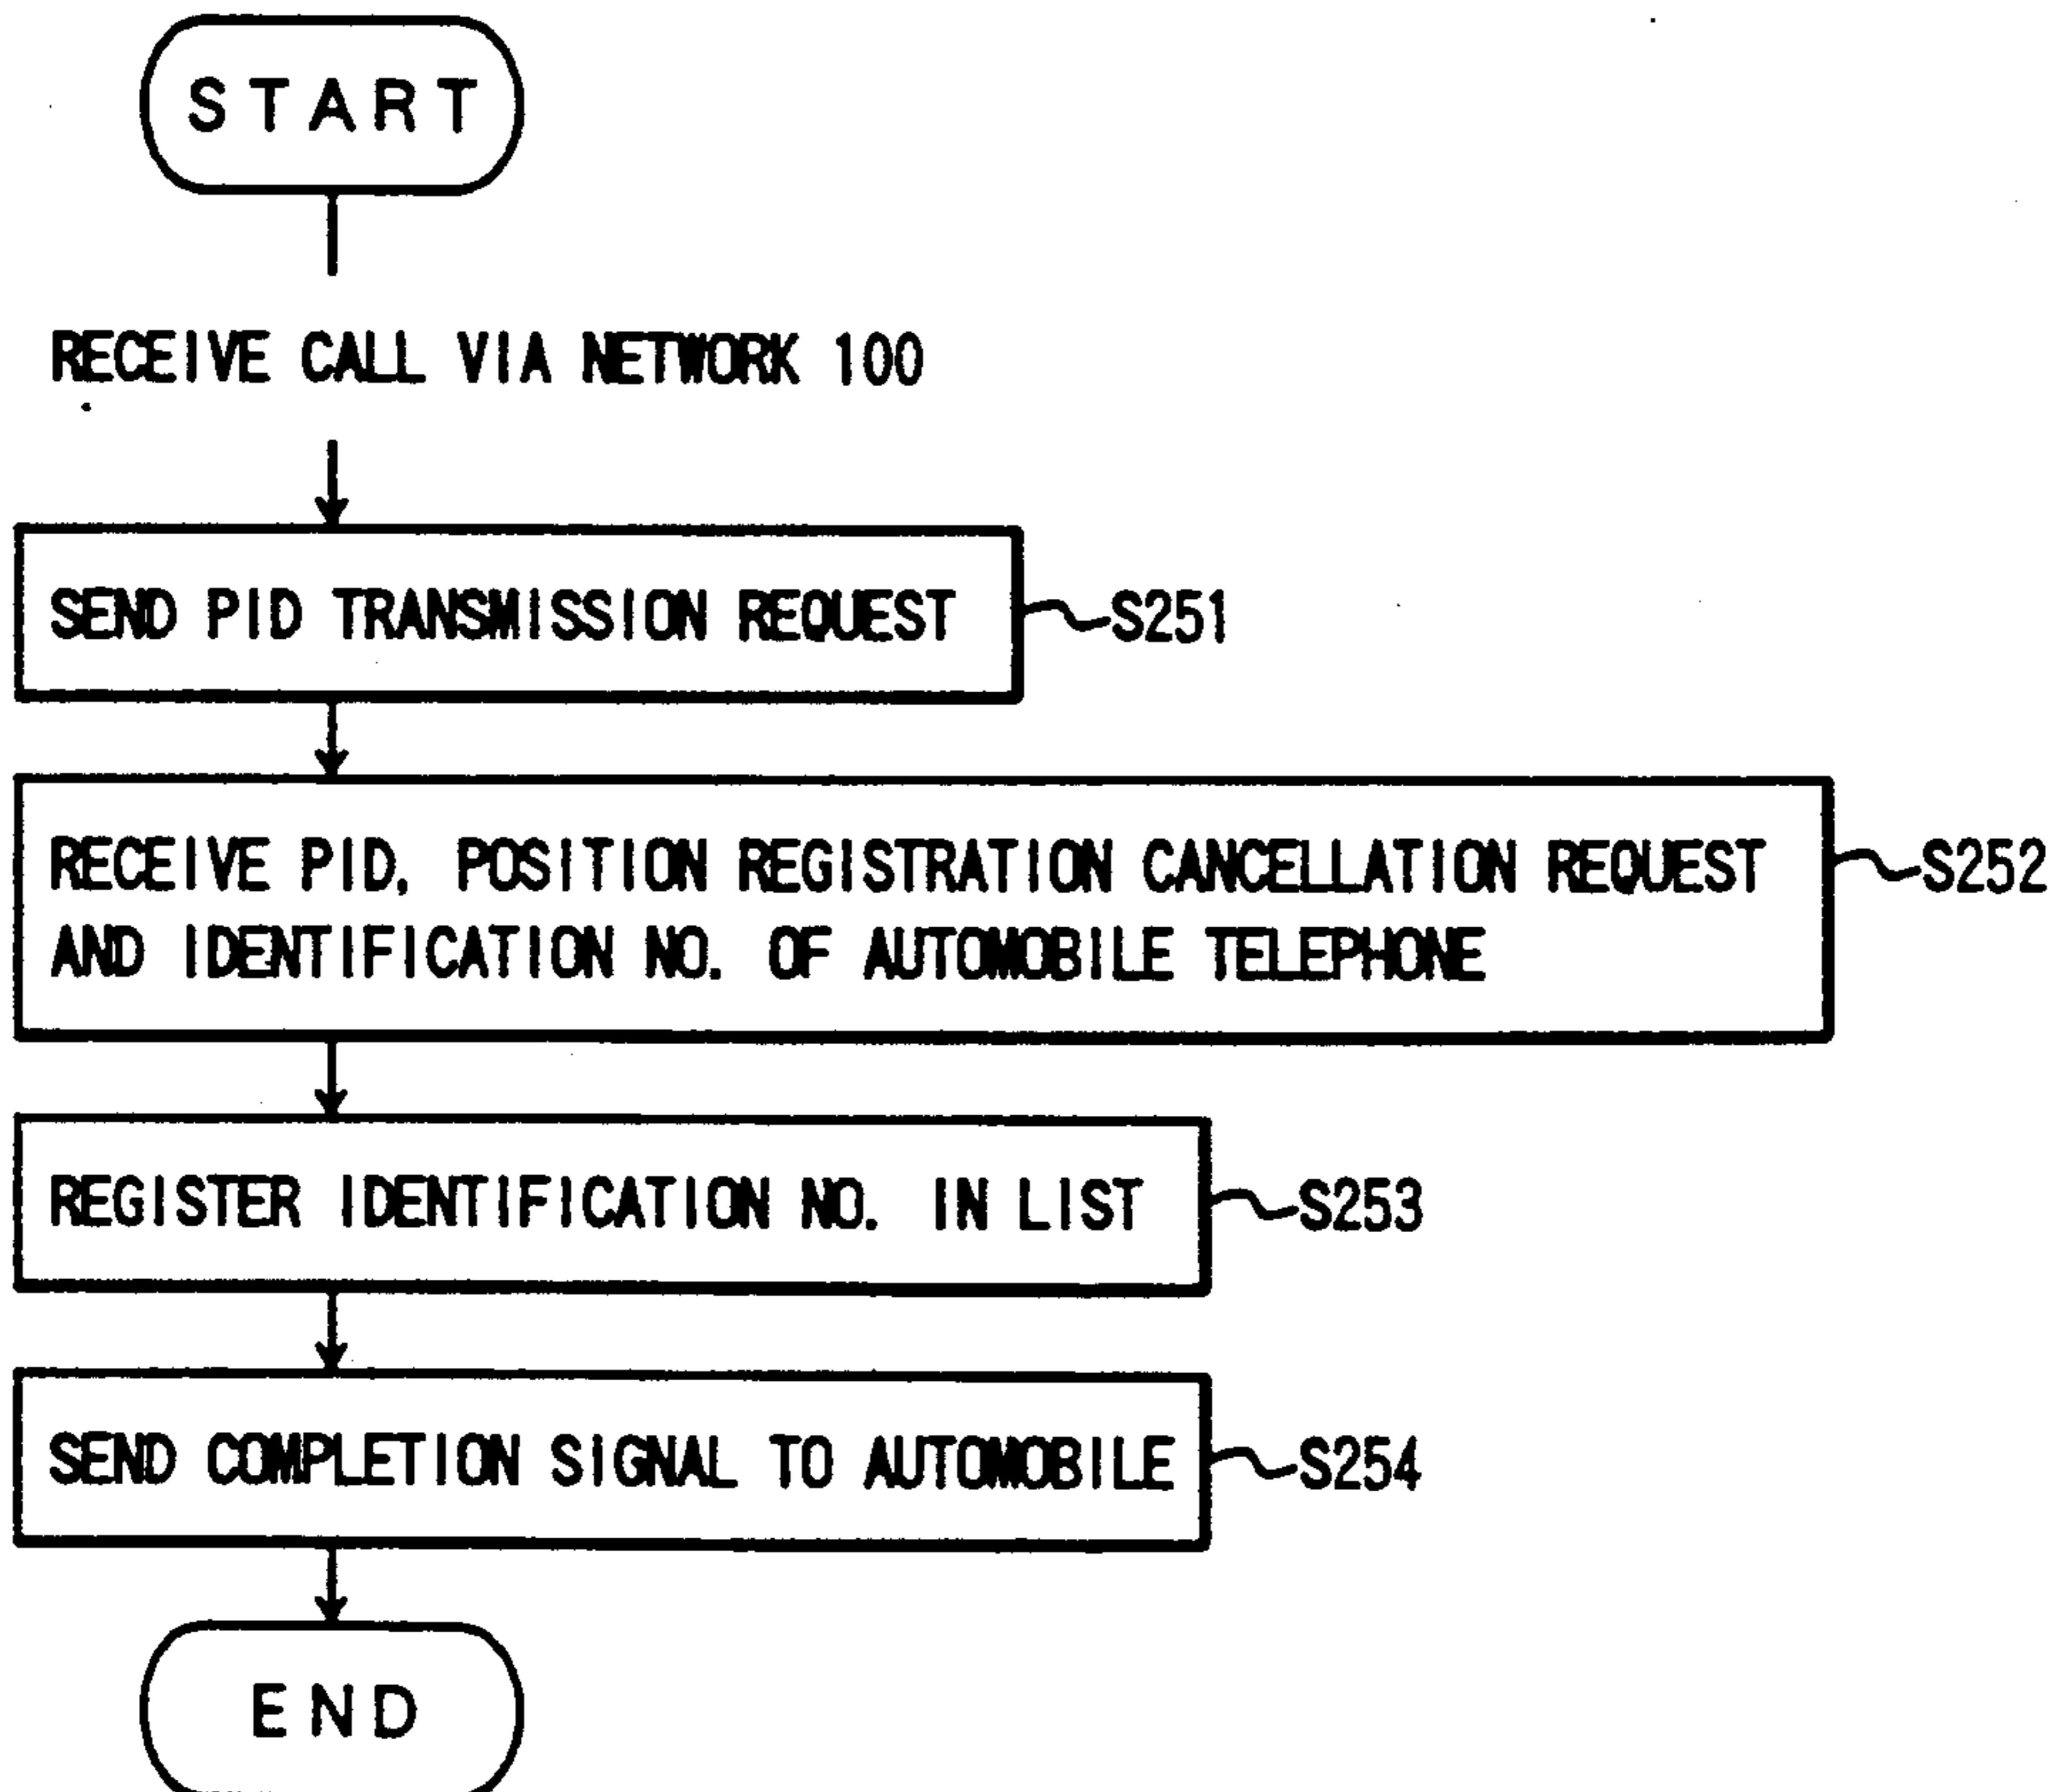 START
RECEIVE CALL VIA NETWORK 100
SEND PID TRANSMISSION REQUEST
S251
RECEIVE PID, POSITION REGISTRATION CANCELLATION REQUEST
AND IDENTIFICATION NO. OF AUTOMOBILE TELEPHONE
S252
REGISTER IDENTIFICATION NO. IN LIST
S253
SEND COMPLETION SIGNAL TO AUTOMOBILE
S254
END